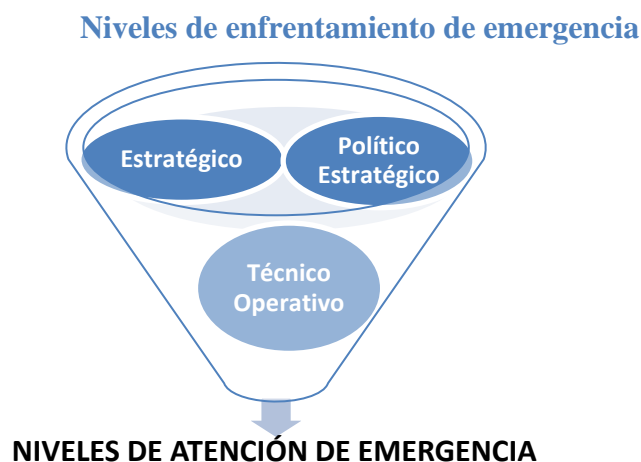 Niveles de enfrentamiento de emergencia
Estratégico
Político
Estratégico
Técnico
Operativo
NIVELES DE ATENCIÓN DE EMERGENCIA